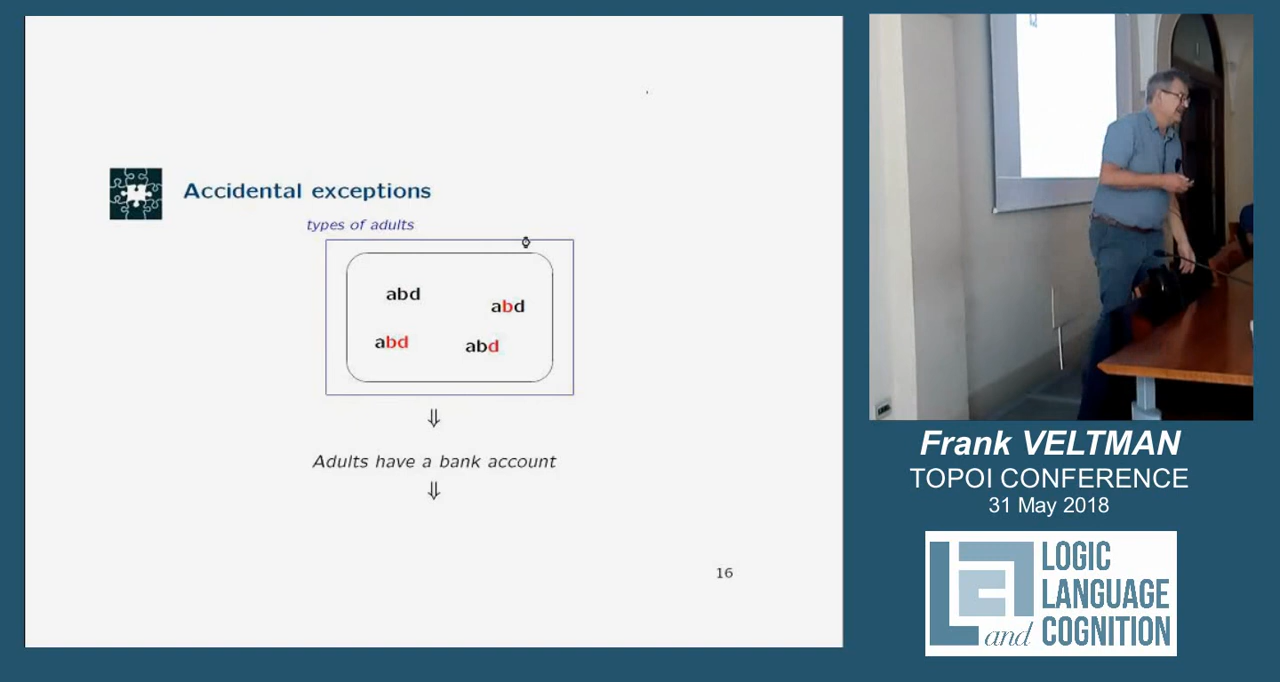 Accidental exceptions
types of adults
abd
abd
abd
abd
⇓
Adults have a bank account
⇓
16
Frank VELTMAN
TOPOI CONFERENCE
31 May 2018
LLC
LOGIC
LANGUAGE
and COGNITION